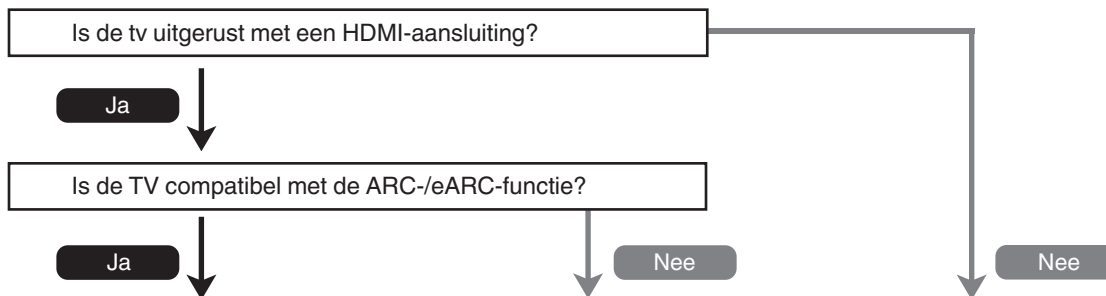 Is de tv uitgerust met een HDMI-aansluiting?
Ja
Is de TV compatibel met de ARC-/eARC-functie?
Ja
Nee
Nee